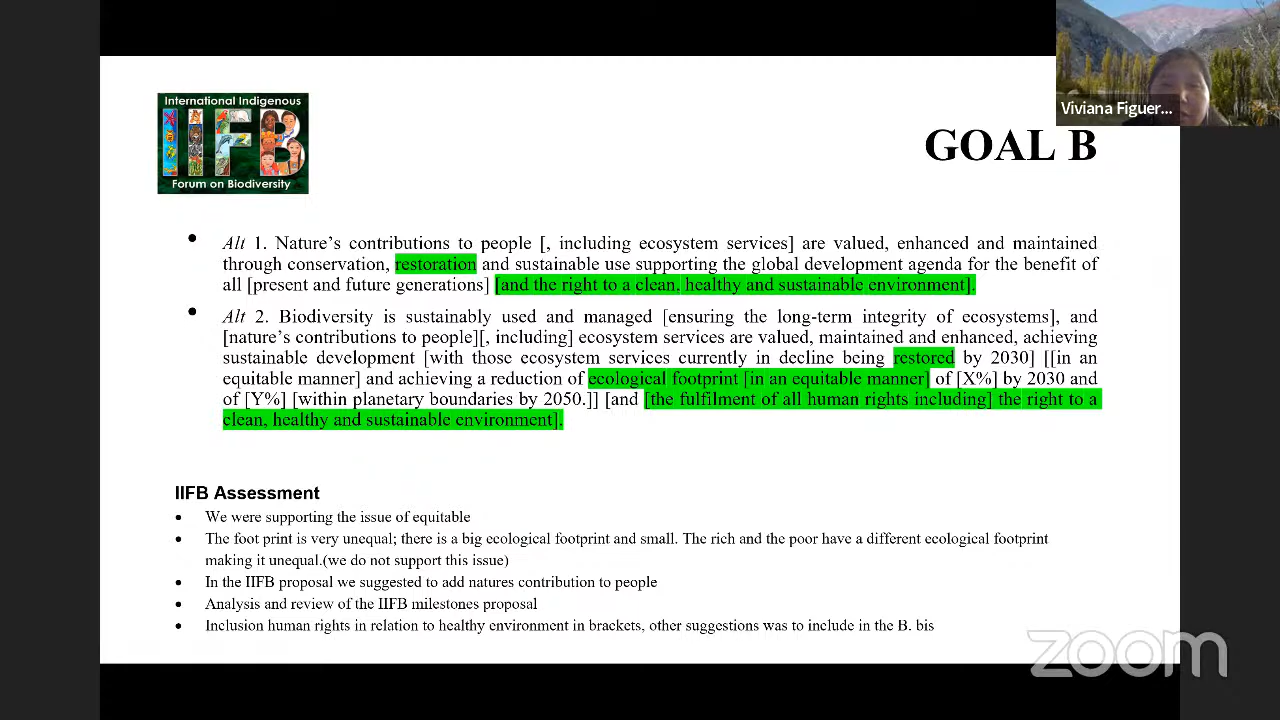 International Indigenous
IIFB
Forum on Biodiversity
Viviana Figuer...
GOAL B
• Alt 1. Nature’s contributions to people [, including ecosystem services] are valued, enhanced and maintained
through conservation, restoration and sustainable use supporting the global development agenda for the benefit of
all [present and future generations] [and the right to a clean, healthy and sustainable environment].
• Alt 2. Biodiversity is sustainably used and managed [ensuring the long-term integrity of ecosystems], and
[nature’s contributions to people][, including] ecosystem services are valued, maintained and enhanced, achieving
sustainable development [with those ecosystem services currently in decline being restored by 2030] [[in an
equitable manner] and achieving a reduction of ecological footprint [in an equitable manner] of [X%] by 2030 and
of [Y%] [within planetary boundaries by 2050.]] [and [the fulfilment of all human rights including] the right to a
clean, healthy and sustainable environment].
IIFB Assessment
• We were supporting the issue of equitable
• The foot print is very unequal; there is a big ecological footprint and small. The rich and the poor have a different ecological footprint
making it unequal.(we do not support this issue)
• In the IIFB proposal we suggested to add natures contribution to people
• Analysis and review of the IIFB milestones proposal
• Inclusion human rights in relation to healthy environment in brackets, other suggestions was to include in the B. bis
zoom